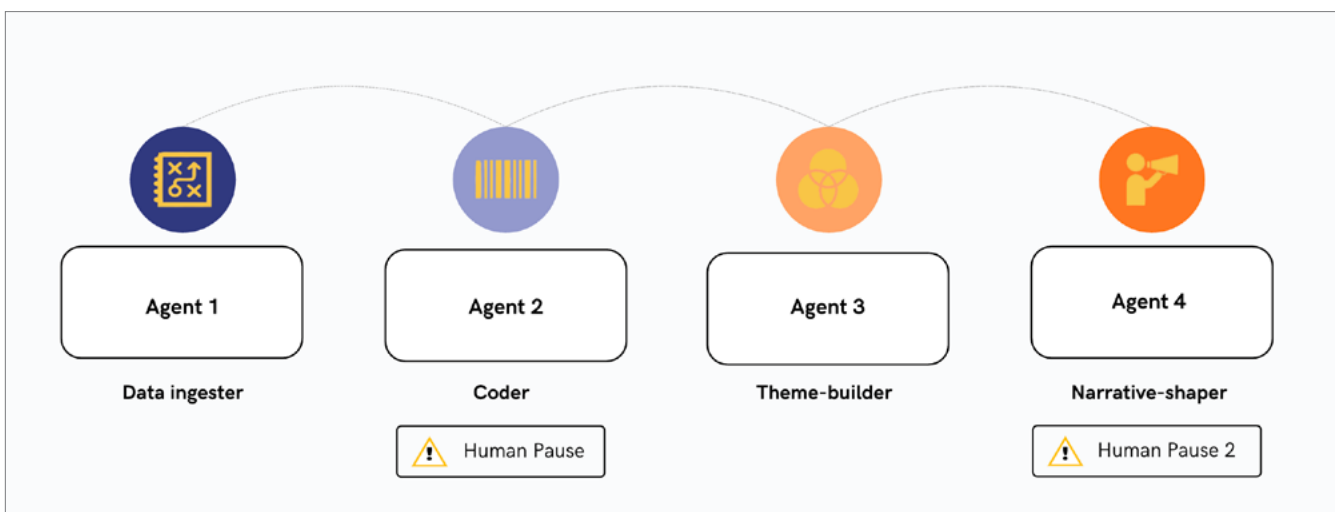 Agent 1
Agent 2
Agent 3
Agent 4
Data ingester
Coder
Theme-builder
Narrative-shaper
Human Pause
Human Pause 2